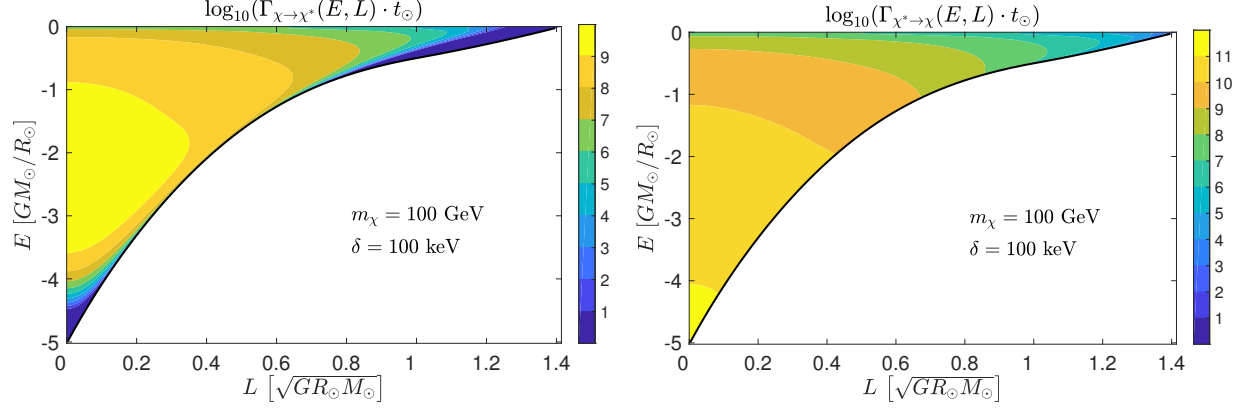 log₁₀(Γχ→χ*(E, L) · t⊙)
0
-1
-2
-3
-4
-5
E [GM⊙/R⊙]
mχ = 100 GeV
δ = 100 keV
0 0.2 0.4 0.6 0.8 1 1.2 1.4
L [√GR⊙M⊙]
9
8
7
6
5
4
3
2
1
log₁₀(Γχ*→χ(E, L) · t⊙)
0
-1
-2
-3
-4
-5
E [GM⊙/R⊙]
mχ = 100 GeV
δ = 100 keV
0 0.2 0.4 0.6 0.8 1 1.2 1.4
L [√GR⊙M⊙]
11
10
9
8
7
6
5
4
3
2
1